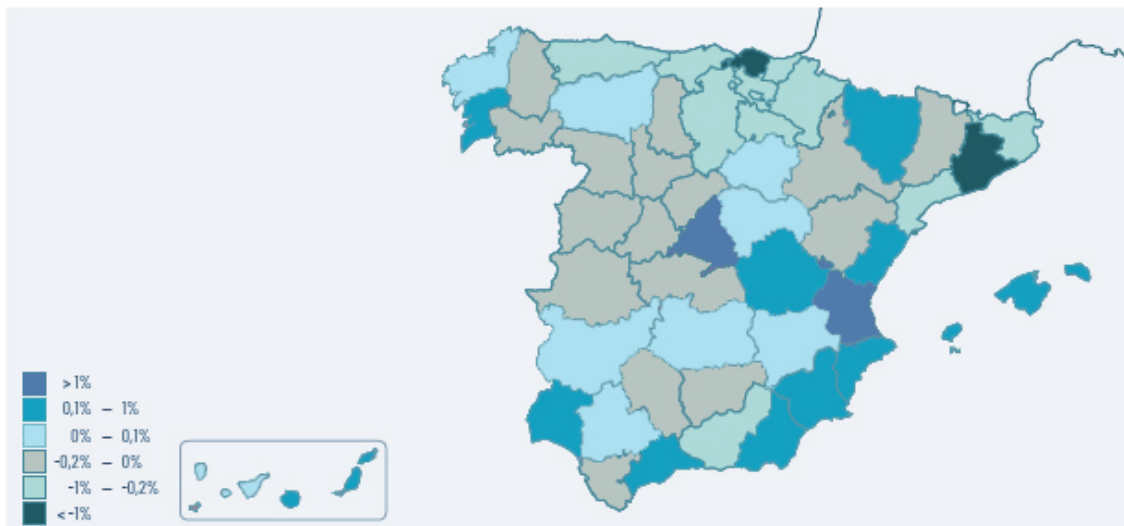 > 1%
0,1% – 1%
0% – 0,1%
-0,2% – 0%
-1% – -0,2%
< -1%